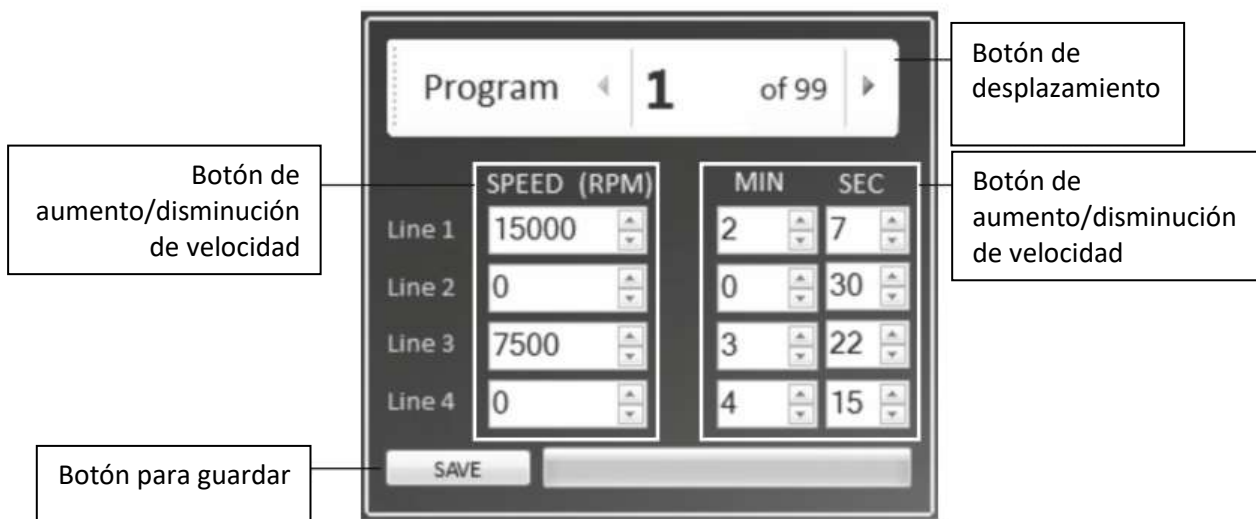 Program 1 of 99
Botón de
desplazamiento
Botón de
aumento/disminución
de velocidad
SPEED (RPM) MIN SEC
Line 1 15000 2 7
Line 2 0 0 30
Line 3 7500 3 22
Line 4 0 4 15
Botón de
aumento/disminución
de velocidad
Botón para guardar
SAVE